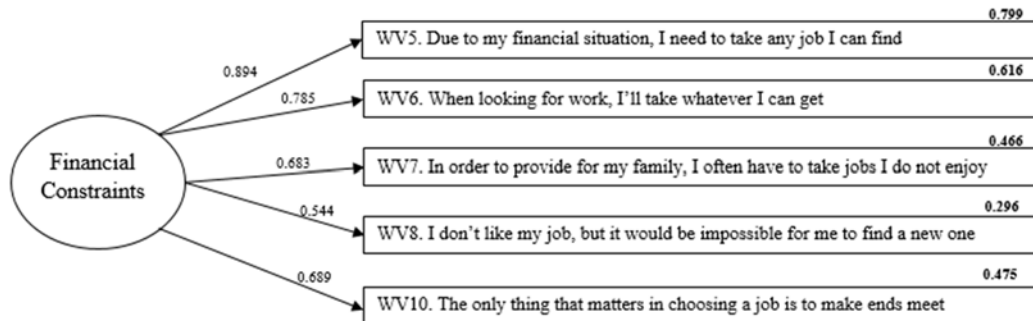 0.799
WV5. Due to my financial situation, I need to take any job I can find
0.894
0.616
WV6. When looking for work, I’ll take whatever I can get
0.785
Financial
Constraints
0.466
WV7. In order to provide for my family, I often have to take jobs I do not enjoy
0.683
0.296
WV8. I don’t like my job, but it would be impossible for me to find a new one
0.544
0.475
WV10. The only thing that matters in choosing a job is to make ends meet
0.689